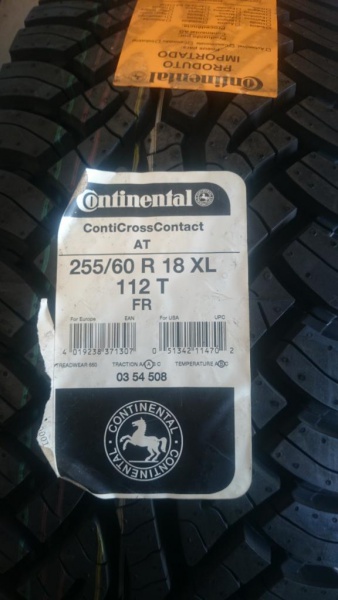 PRODUTO
IMPORTADO
Continental
Continental
ContiCrossContact
AT
255/60 R 18 XL
112 T
FR
For Europe EAN For USA UPC
4 019238 371307 0 51342 11470 2
TREADWEAR TRACTION AA A B C TEMPERATURE A B C
03 54 508
CONTINENTAL
CONTINENTAL